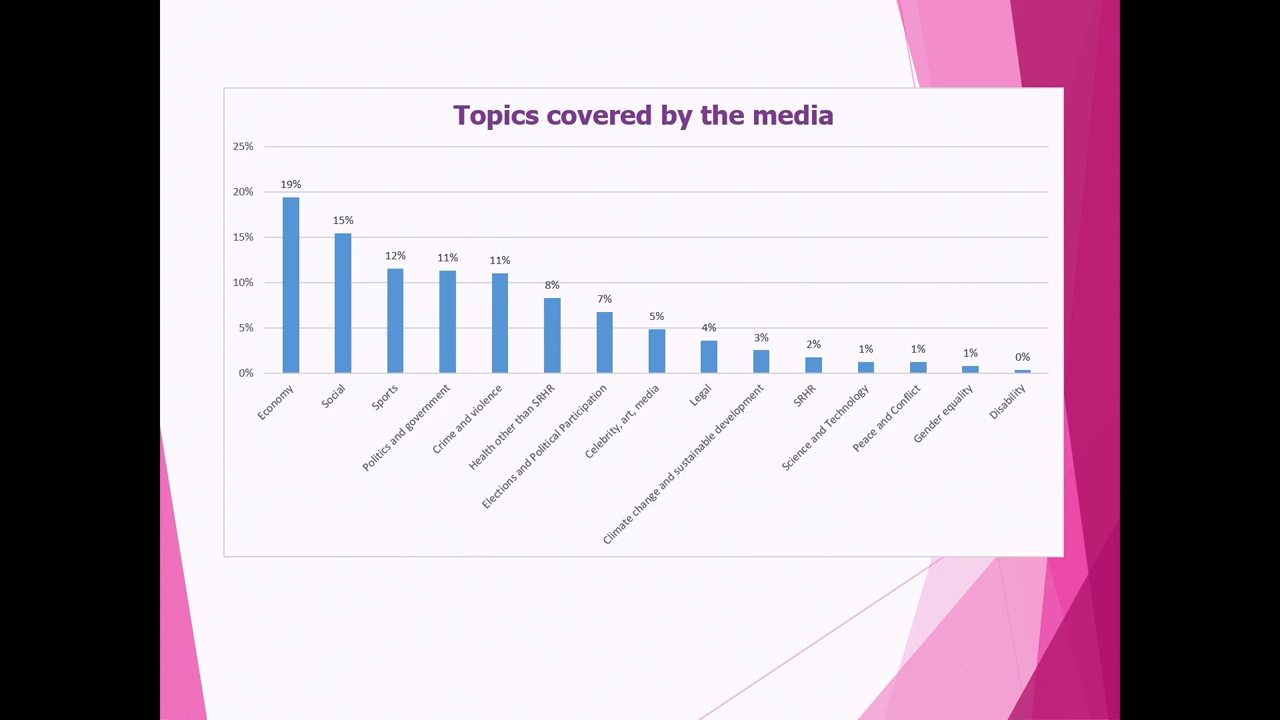 Topics covered by the media
25%
20%
15%
10%
5%
0%
19%
15%
12%
11%
11%
8%
7%
5%
4%
3%
2%
1%
1%
1%
0%
Economy
Social
Sports
Politics and government
Crime and violence
Health other than SRHR
Elections and Political Participation
Celebrity, art, media
Legal
Climate change and sustainable development
SRHR
Science and Technology
Peace and Conflict
Gender equality
Disability